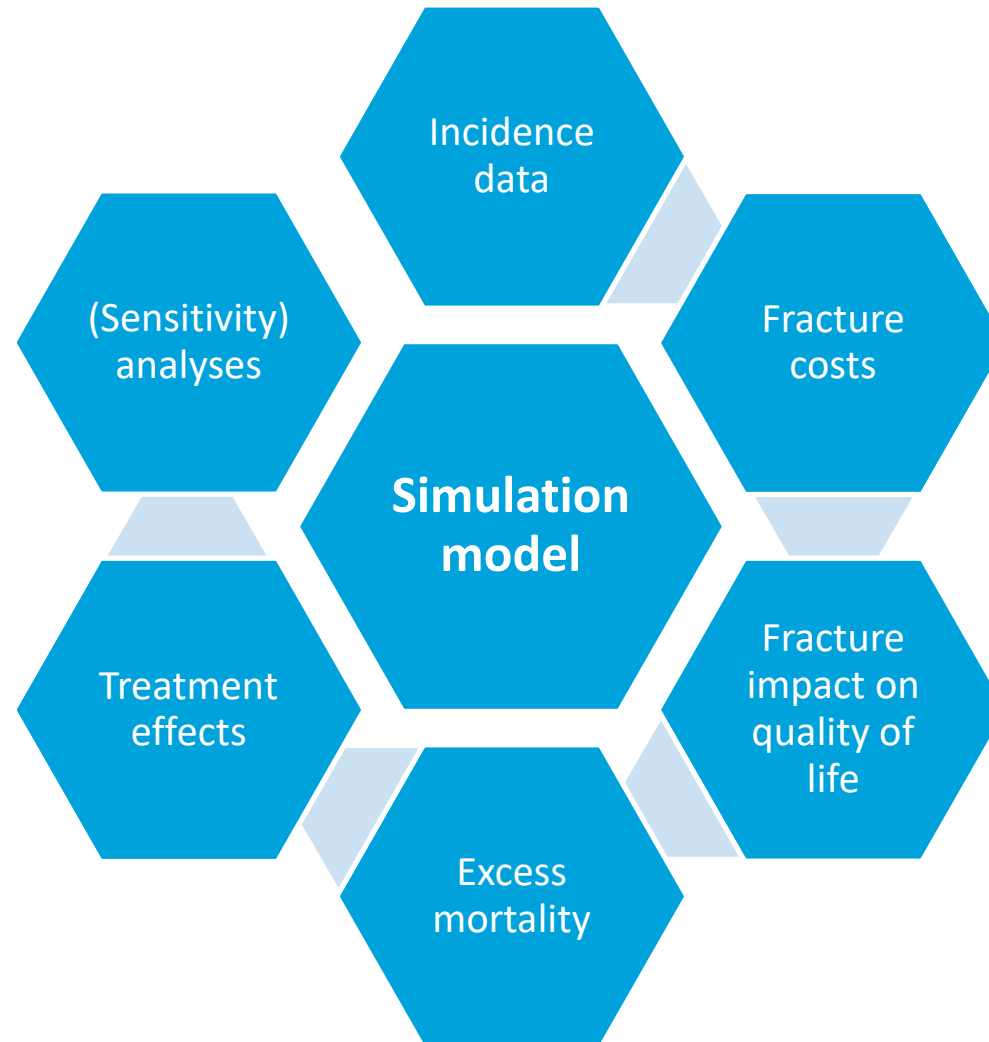 Incidence
data
(Sensitivity)
analyses
Fracture
costs
Simulation
model
Treatment
effects
Fracture
impact on
quality of
life
Excess
mortality